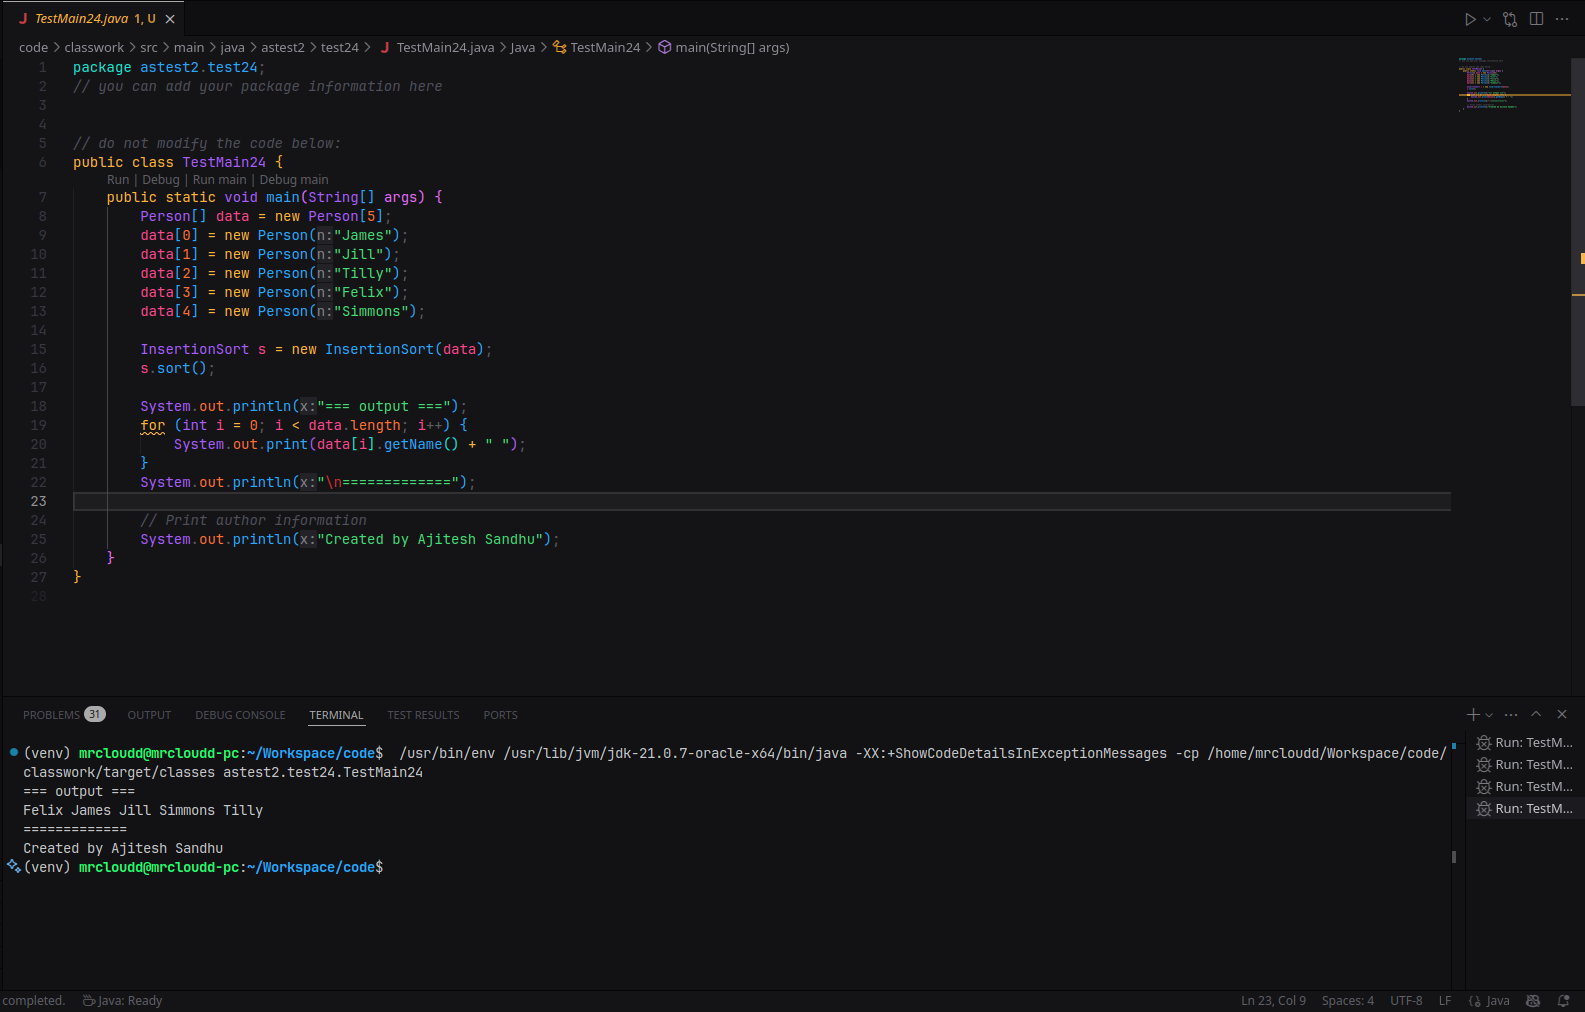 TestMain24.java 1, U
code > classwork > src > main > java > astest2 > test24 > TestMain24.java > Java > TestMain24 > main(String[] args)
1 package astest2.test24;
2 // you can add your package information here
3
4
5 // do not modify the code below:
6 public class TestMain24 {
Run | Debug | Run main | Debug main
7 public static void main(String[] args) {
8 Person[] data = new Person[5];
9 data[0] = new Person(n:"James");
10 data[1] = new Person(n:"Jill");
11 data[2] = new Person(n:"Tilly");
12 data[3] = new Person(n:"Felix");
13 data[4] = new Person(n:"Simmons");
14
15 InsertionSort s = new InsertionSort(data);
16 s.sort();
17
18 System.out.println(x:"=== output ===");
19 for (int i = 0; i < data.length; i++) {
20 System.out.print(data[i].getName() + " ");
21 }
22 System.out.println(x:"\n=============");
23
24 // Print author information
25 System.out.println(x:"Created by Ajitesh Sandhu");
26 }
27 }
28
PROBLEMS 31 OUTPUT DEBUG CONSOLE TERMINAL TEST RESULTS PORTS
(venv) mrcloudd@mrcloudd-pc:~/Workspace/code$ /usr/bin/env /usr/lib/jvm/jdk-21.0.7-oracle-x64/bin/java -XX:+ShowCodeDetailsInExceptionMessages -cp /home/mrcloudd/Workspace/code/
classwork/target/classes astest2.test24.TestMain24
=== output ===
Felix James Jill Simmons Tilly
=============
Created by Ajitesh Sandhu
(venv) mrcloudd@mrcloudd-pc:~/Workspace/code$
Run: TestM...
Run: TestM...
Run: TestM...
Run: TestM...
completed. Java: Ready Ln 23, Col 9 Spaces: 4 UTF-8 LF Java